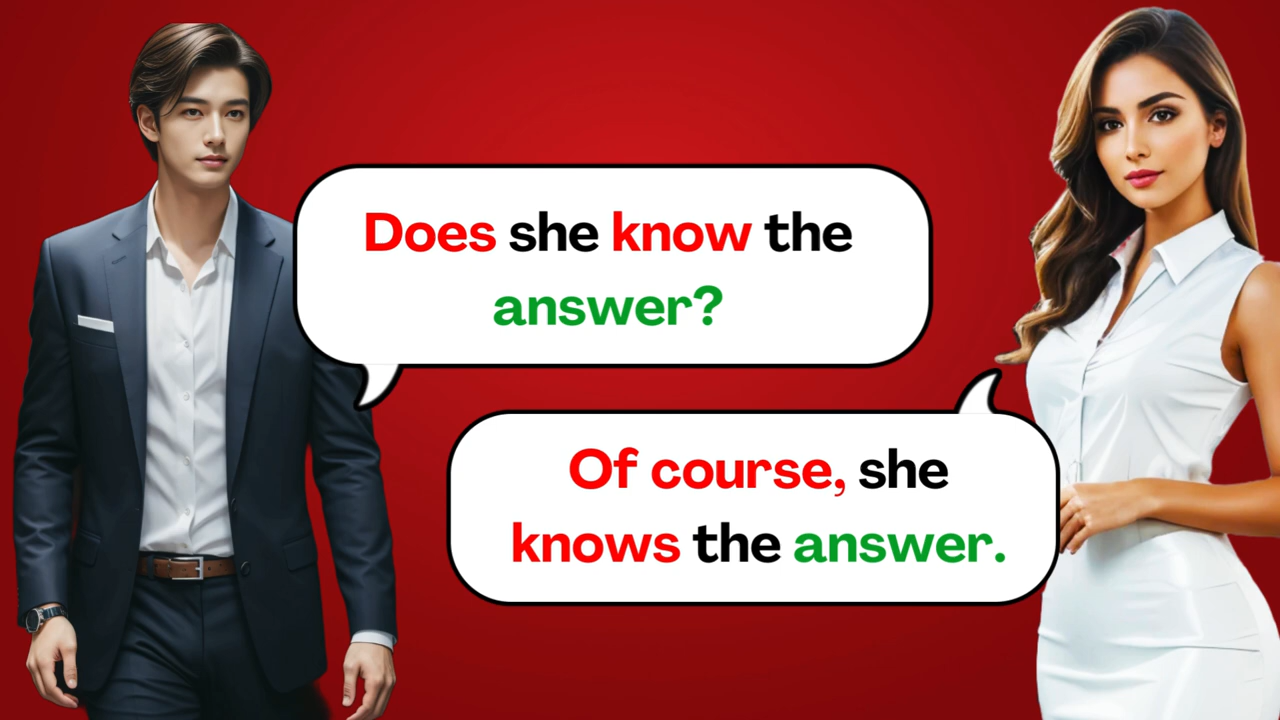 Does she know the
answer?
Of course, she
knows the answer.